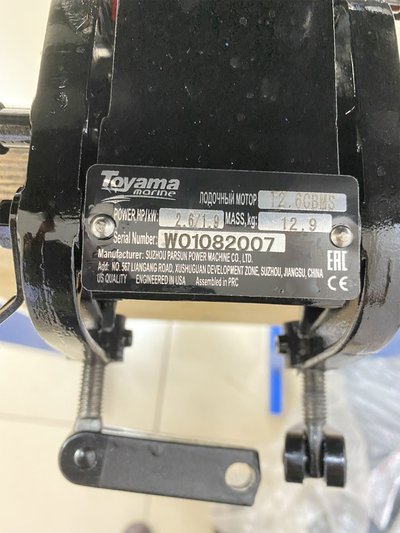 Toyama
marine
ЛОДОЧНЫЙ МОТОР T2.6CBMS
POWER,HP/kW: 2.6/1.9 MASS,kg: 12.9
Serial Number: W01082007
Manufacturer: SUZHOU PARSUN POWER MACHINE CO., LTD.
Add: NO. 567 LIANGANG ROAD, XUSHUGUAN DEVELOPMENT ZONE, SUZHOU, JIANGSU, CHINA
US QUALITY ENGINEERED IN USA Assembled in PRC
EAC
CE